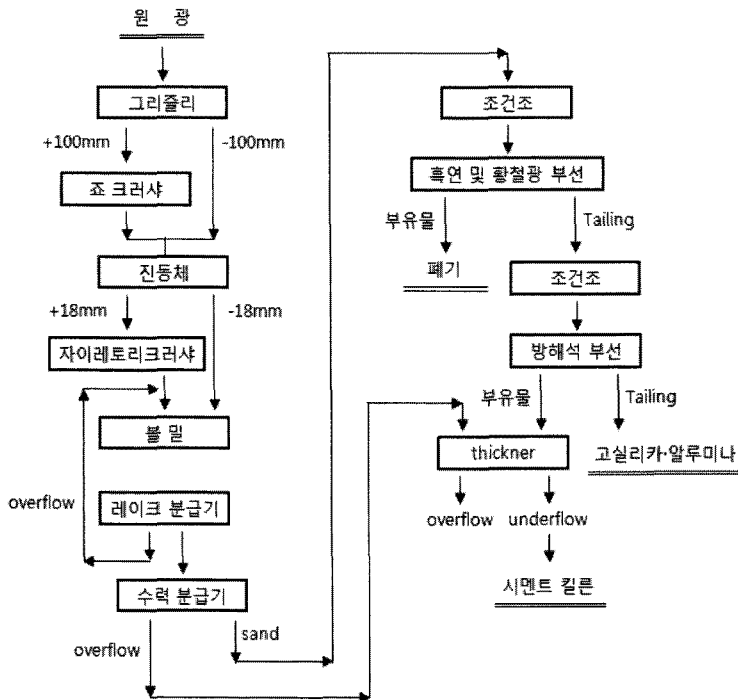 원 광
그리즐리
+100mm
-100mm
죠 크러샤
진동체
+18mm
-18mm
자이레토리크러샤
볼 밀
overflow
레이크 분급기
수력 분급기
overflow
sand
조건조
흑연 및 황철광 부선
부유물
Tailing
폐기
조건조
방해석 부선
부유물
Tailing
thickner
고실리카·알루미나
overflow
underflow
시멘트 킬른